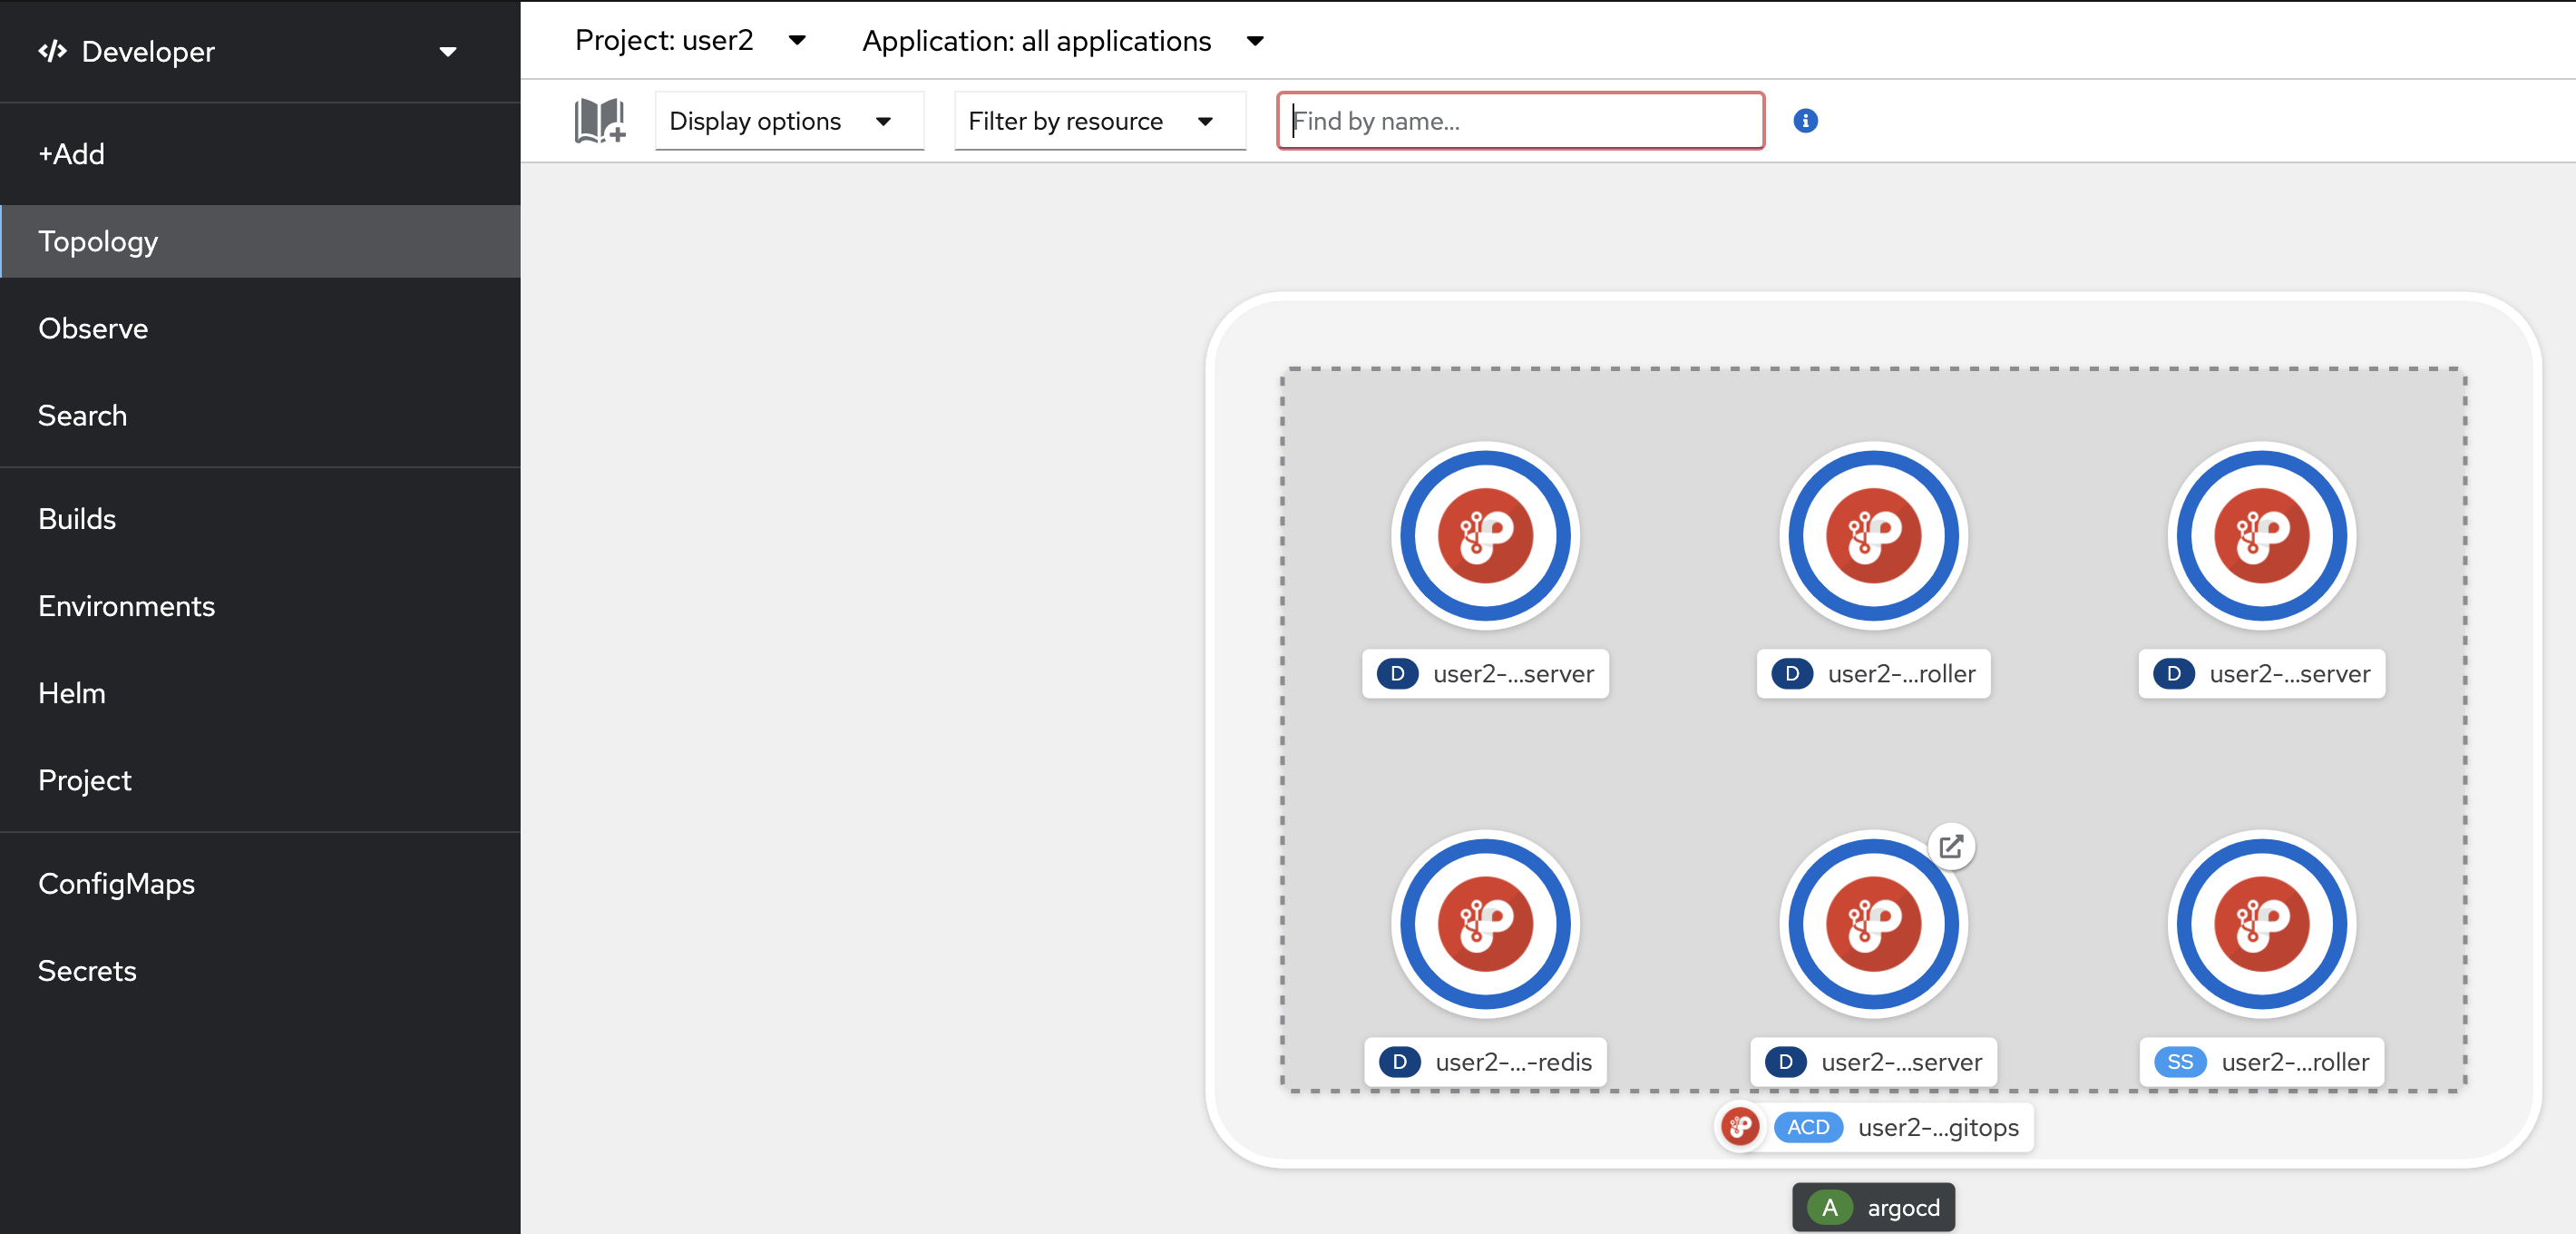 Developer
Project: user2
Application: all applications
Display options
Filter by resource
Find by name...
+Add
Topology
Observe
Search
Builds
Environments
Helm
Project
ConfigMaps
Secrets
D user2-...server
D user2-...roller
D user2-...server
D user2-...-redis
D user2-...server
SS user2-...roller
ACD user2-...gitops
A argocd